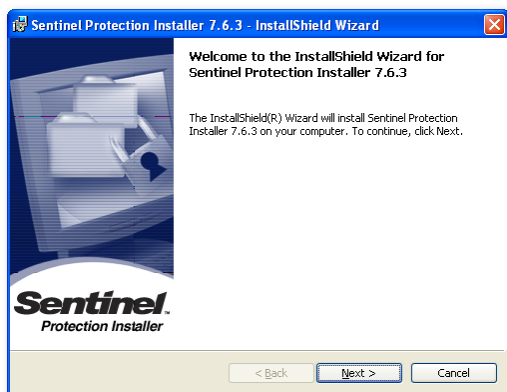 Sentinel Protection Installer 7.6.3 - InstallShield Wizard
Welcome to the InstallShield Wizard for
Sentinel Protection Installer 7.6.3
The InstallShield(R) Wizard will install Sentinel Protection
Installer 7.6.3 on your computer. To continue, click Next.
Sentinel™
Protection Installer
< Back
Next >
Cancel